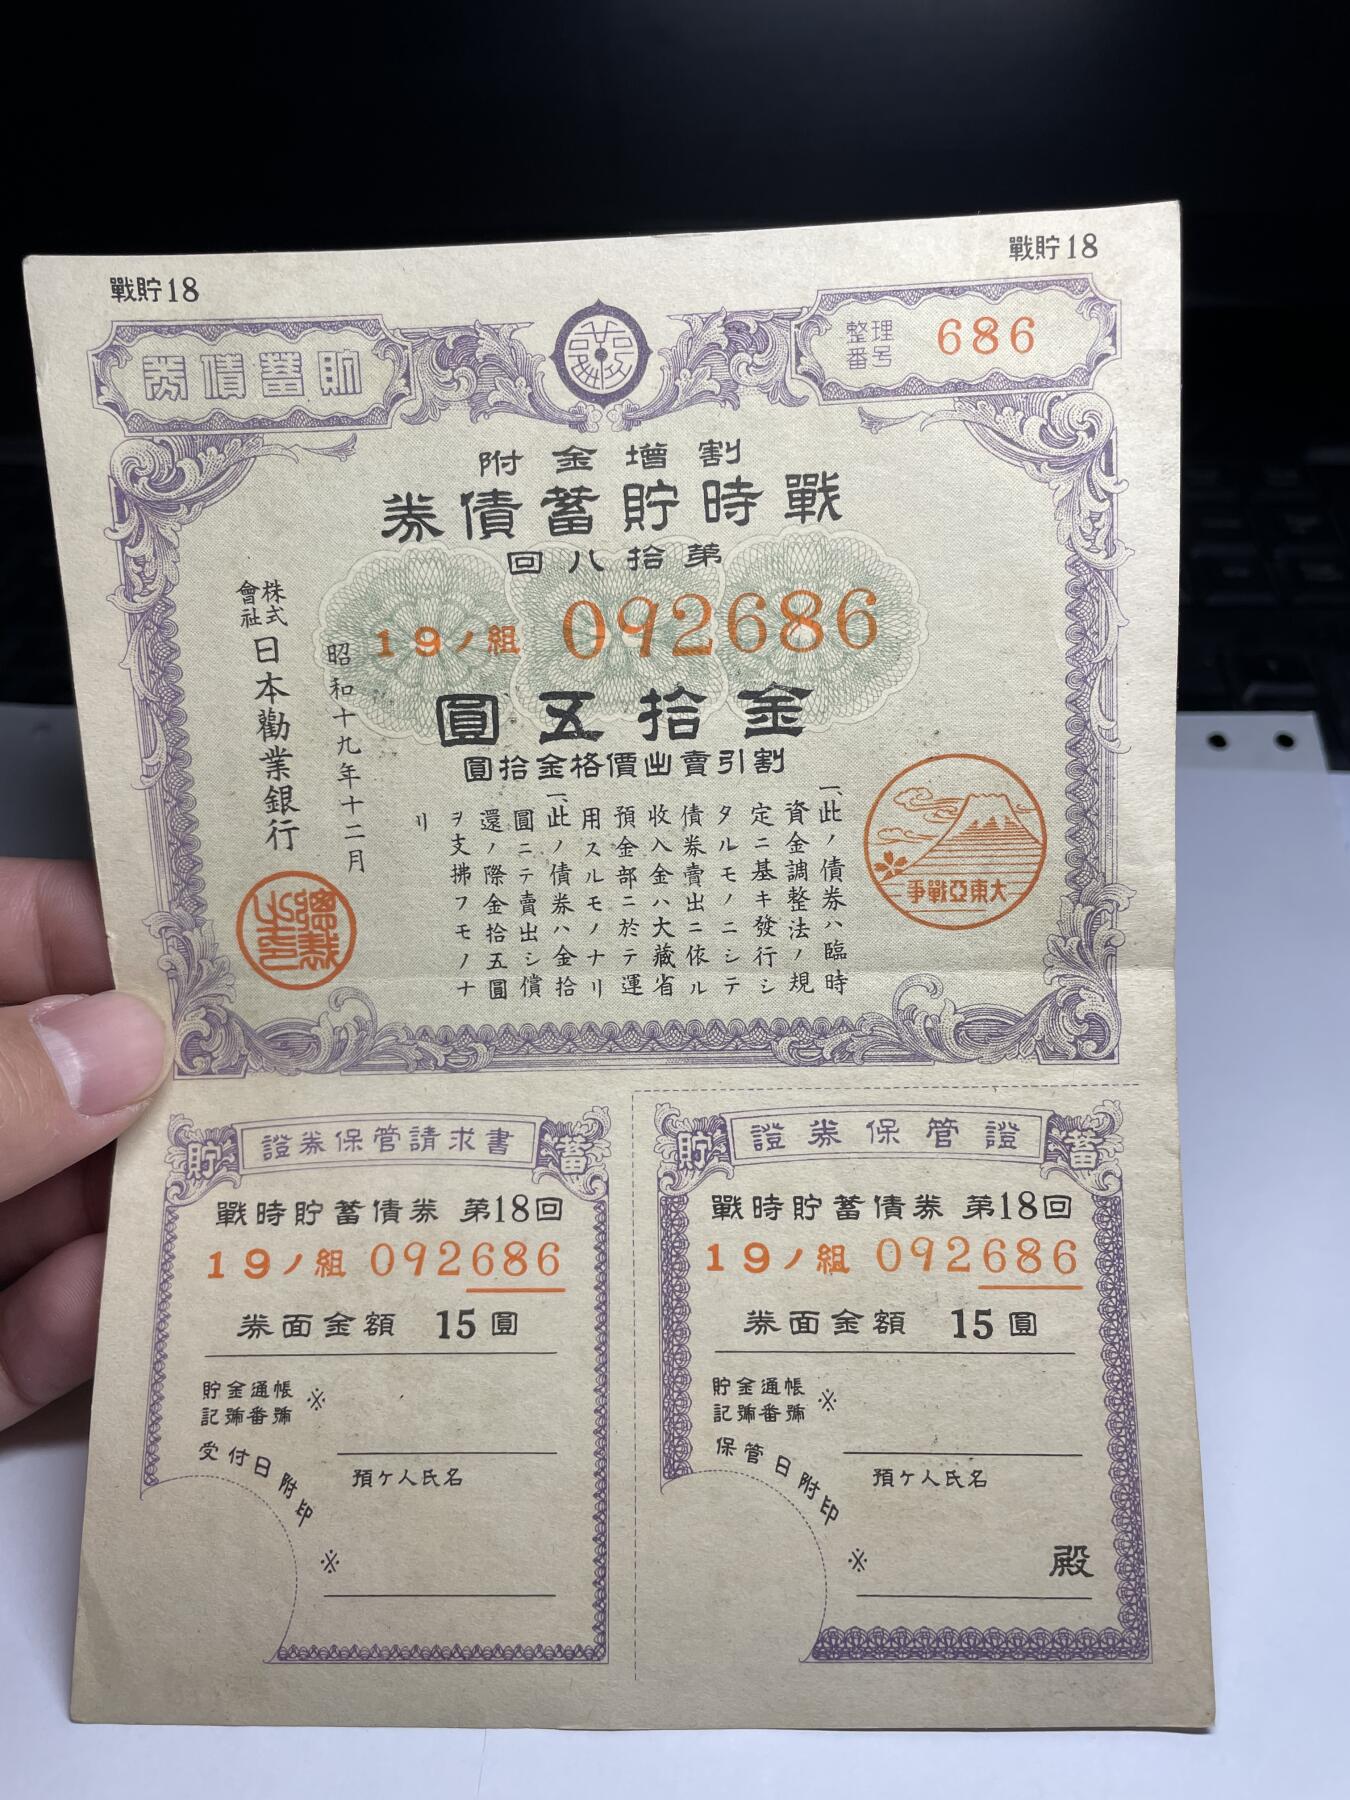 戰貯18
戰貯18
貯蓄債券
整理
番号
686
割增金附
戰時貯蓄債券
第拾八回
19ノ組 092686
金拾五圓
割引賣出價格金拾圓
大東亞戰爭
一、此ノ債券ハ臨時
資金調整法ノ規
定ニ基キ發行シ
タルモノニシテ
債券賣出ニ依ル
收入金ハ大藏省
預金部ニ於テ運
用スルモノナリ
一、此ノ債券ハ金拾
圓ニテ賣出シ償
還ノ際金拾五圓
ヲ支拂フモノナ
リ
昭和十九年十二月
株式會社日本勸業銀行
總裁之印
貯 證券保管請求書 蓄
戰時貯蓄債券 第18回
19ノ組 092686
券面金額 15圓
貯金通帳
記號番號 ※
受付日附印
預ケ人氏名
※
貯 證券保管證 蓄
戰時貯蓄債券 第18回
19ノ組 092686
券面金額 15圓
貯金通帳
記號番號 ※
保管日附印
預ケ人氏名
殿
※